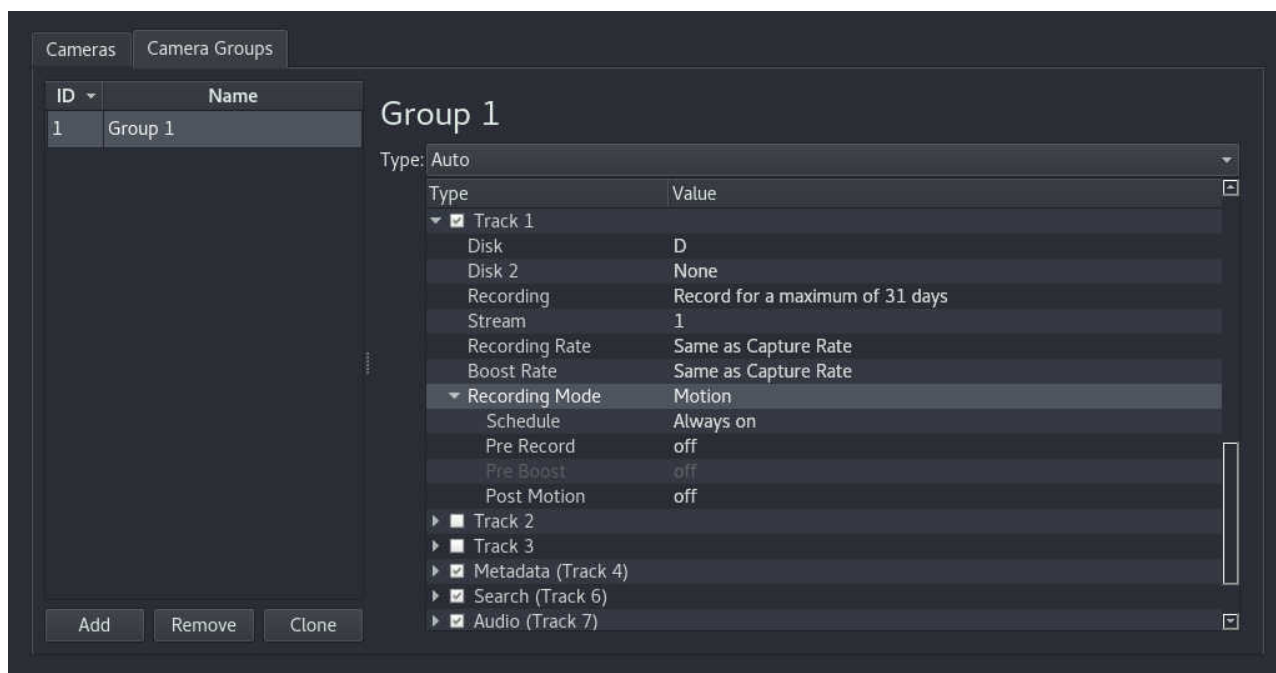 Cameras Camera Groups
ID Name
1 Group 1
Group 1
Type: Auto
Type Value
Track 1
Disk D
Disk 2 None
Recording Record for a maximum of 31 days
Stream 1
Recording Rate Same as Capture Rate
Boost Rate Same as Capture Rate
Recording Mode Motion
Schedule Always on
Pre Record off
Pre Boost off
Post Motion off
Track 2
Track 3
Metadata (Track 4)
Search (Track 6)
Audio (Track 7)
Add Remove Clone